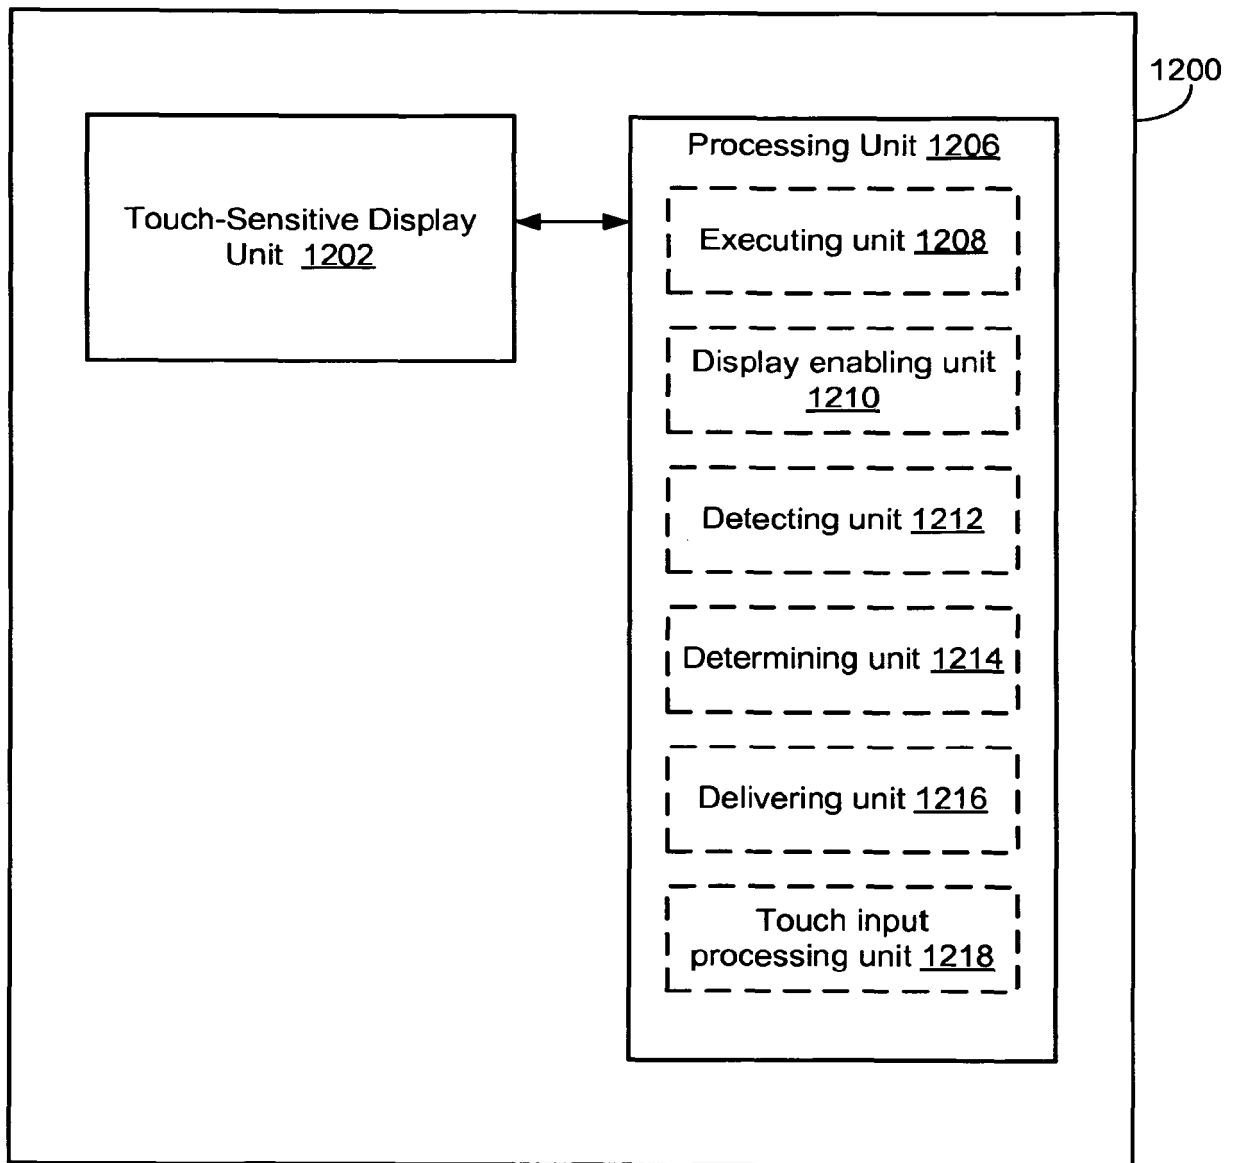 1200
Touch-Sensitive Display
Unit 1202
Processing Unit 1206
Executing unit 1208
Display enabling unit
1210
Detecting unit 1212
Determining unit 1214
Delivering unit 1216
Touch input
processing unit 1218